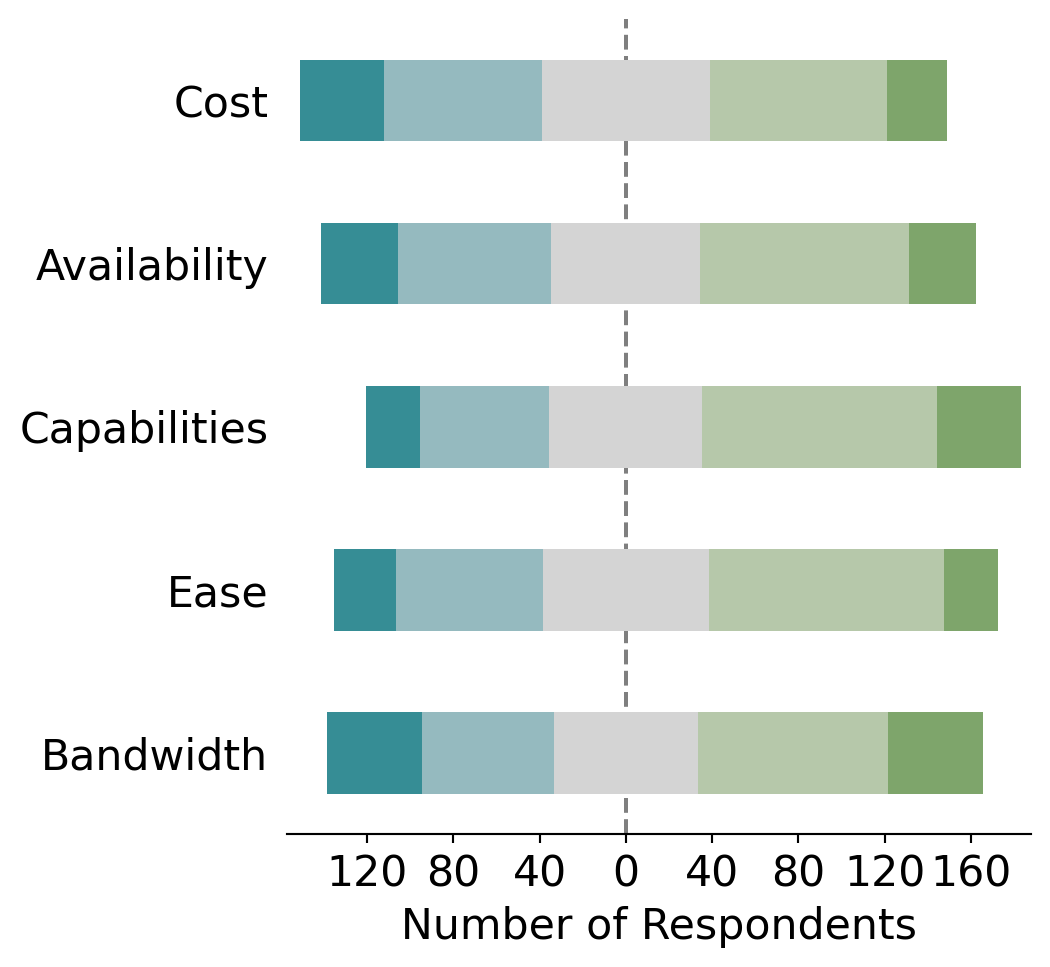 Cost
Availability
Capabilities
Ease
Bandwidth
120 80 40 0 40 80 120 160
Number of Respondents